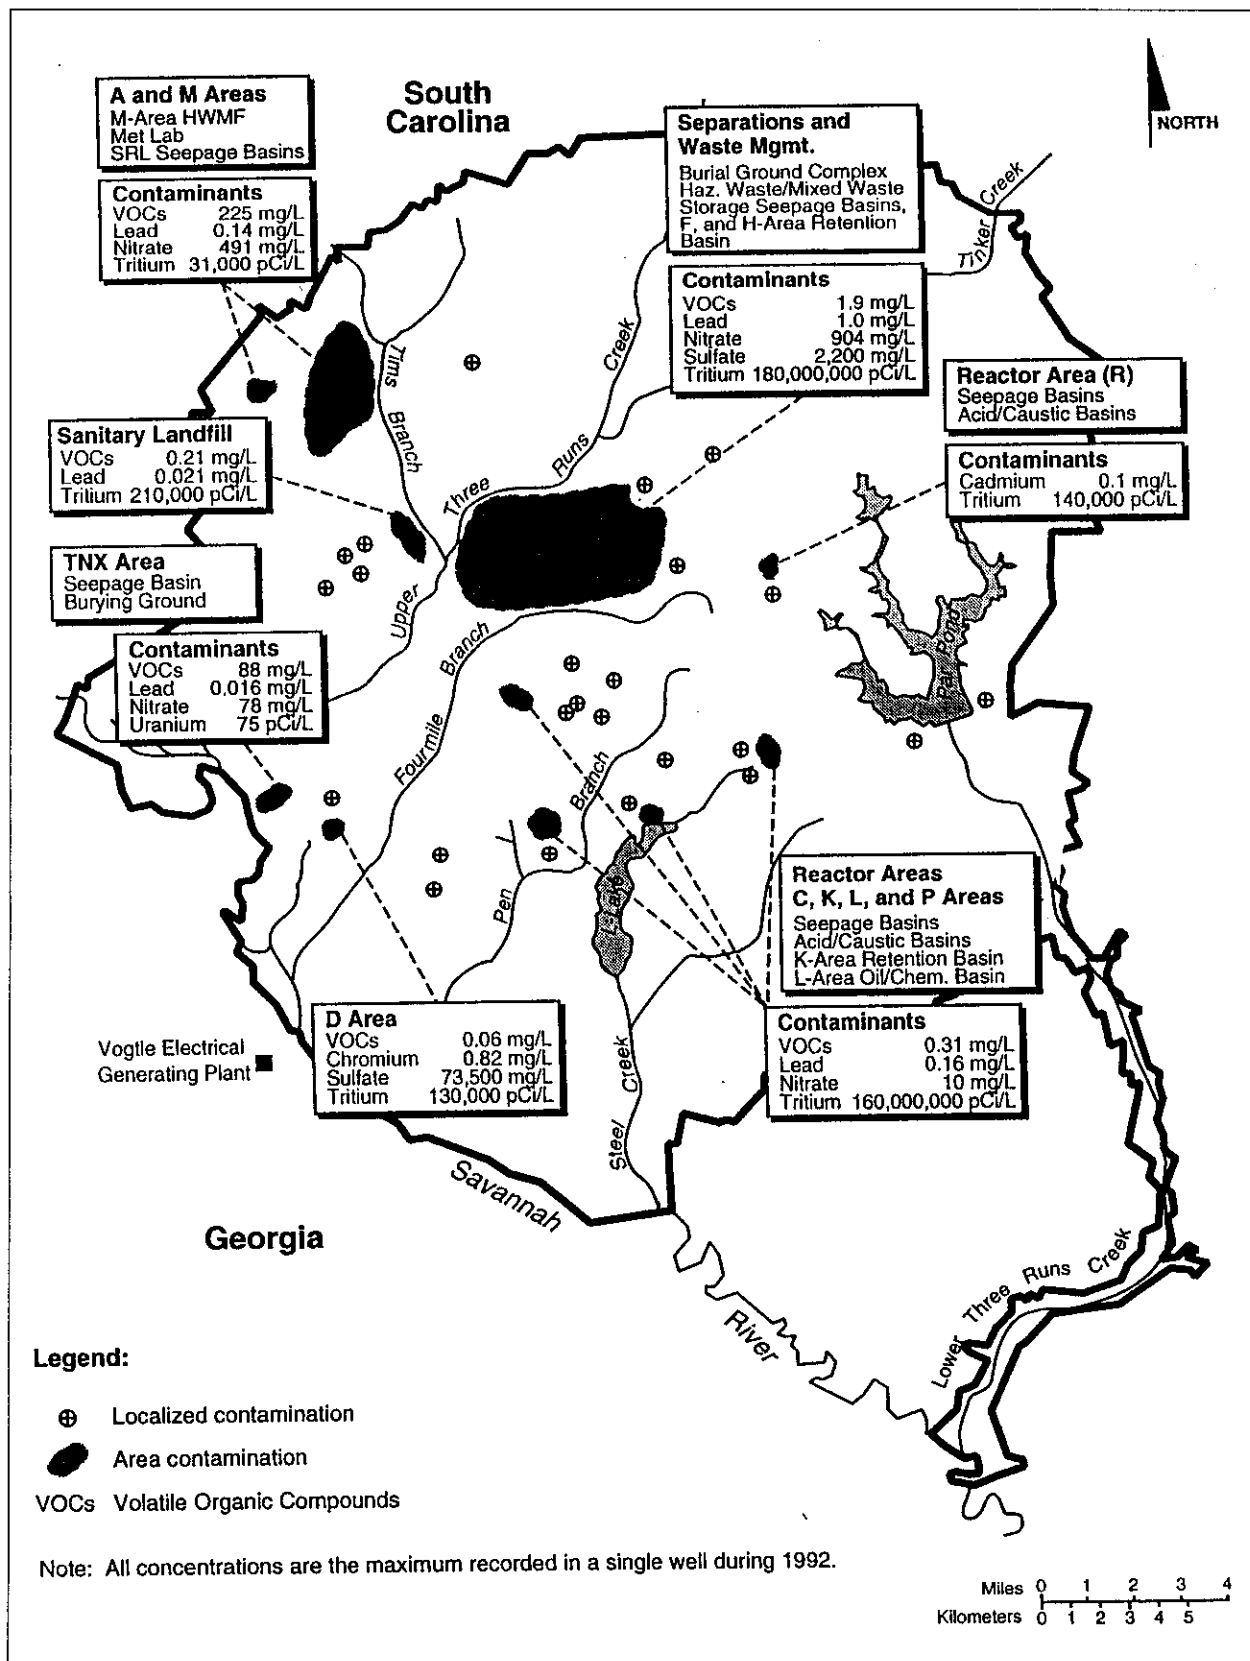 South
Carolina
NORTH
A and M Areas
M-Area HWMF
Met Lab
SRL Seepage Basins
Contaminants
VOCs 225 mg/L
Lead 0.14 mg/L
Nitrate 491 mg/L
Tritium 31,000 pCi/L
Separations and
Waste Mgmt.
Burial Ground Complex
Haz. Waste/Mixed Waste
Storage Seepage Basins,
F, and H-Area Retention
Basin
Contaminants
VOCs 1.9 mg/L
Lead 1.0 mg/L
Nitrate 904 mg/L
Sulfate 2,200 mg/L
Tritium 180,000,000 pCi/L
Tinker Creek
Reactor Area (R)
Seepage Basins
Acid/Caustic Basins
Contaminants
Cadmium 0.1 mg/L
Tritium 140,000 pCi/L
Tims Branch
Upper Three Runs Creek
Sanitary Landfill
VOCs 0.21 mg/L
Lead 0.021 mg/L
Tritium 210,000 pCi/L
TNX Area
Seepage Basin
Burying Ground
Contaminants
VOCs 88 mg/L
Lead 0.016 mg/L
Nitrate 78 mg/L
Uranium 75 pCi/L
Fourmile Branch
Par Pond
Pen Branch
L-Lake
Reactor Areas
C, K, L, and P Areas
Seepage Basins
Acid/Caustic Basins
K-Area Retention Basin
L-Area Oil/Chem. Basin
Contaminants
VOCs 0.31 mg/L
Lead 0.16 mg/L
Nitrate 10 mg/L
Tritium 160,000,000 pCi/L
D Area
VOCs 0.06 mg/L
Chromium 0.82 mg/L
Sulfate 73,500 mg/L
Tritium 130,000 pCi/L
Vogtle Electrical
Generating Plant
Steel Creek
Savannah River
Georgia
Lower Three Runs Creek
Legend:
Localized contamination
Area contamination
VOCs Volatile Organic Compounds
Note: All concentrations are the maximum recorded in a single well during 1992.
Miles 0 1 2 3 4
Kilometers 0 1 2 3 4 5